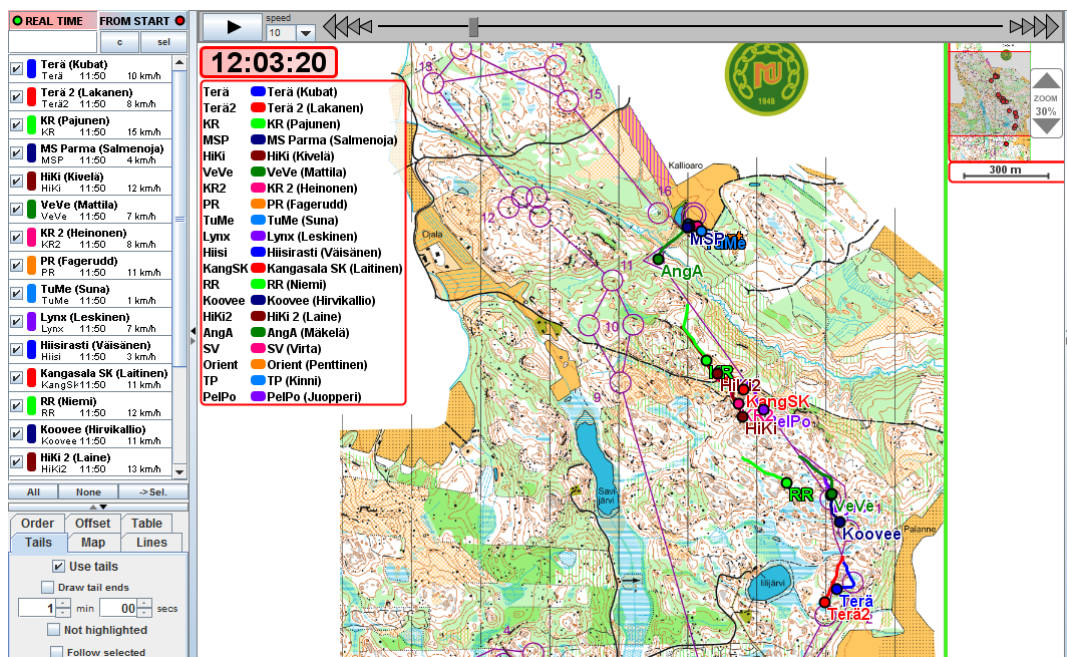 REAL TIME FROM START
c sel
Terä (Kubat)
Terä 11:50 10 km/h
Terä 2 (Lakanen)
Terä2 11:50 8 km/h
KR (Pajunen)
KR 11:50 15 km/h
MS Parma (Salmenoja)
MSP 11:50 4 km/h
HiKi (Kivelä)
HiKi 11:50 12 km/h
VeVe (Mattila)
VeVe 11:50 7 km/h
KR 2 (Heinonen)
KR2 11:50 8 km/h
PR (Fagerudd)
PR 11:50 11 km/h
TuMe (Suna)
TuMe 11:50 1 km/h
Lynx (Leskinen)
Lynx 11:50 7 km/h
Hiisirasti (Väisänen)
Hiisi 11:50 3 km/h
Kangasala SK (Laitinen)
KangSK 11:50 11 km/h
RR (Niemi)
RR 11:50 12 km/h
Koovee (Hirvikallio)
Koovee 11:50 11 km/h
HiKi 2 (Laine)
HiKi2 11:50 13 km/h
All None ->Sel.
Order Offset Table
Tails Map Lines
Use tails
Draw tail ends
1 min 00 secs
Not highlighted
Follow selected
speed
10
12:03:20
Terä Terä (Kubat)
Terä2 Terä 2 (Lakanen)
KR KR (Pajunen)
MSP MS Parma (Salmenoja)
HiKi HiKi (Kivelä)
VeVe VeVe (Mattila)
KR2 KR 2 (Heinonen)
PR PR (Fagerudd)
TuMe TuMe (Suna)
Lynx Lynx (Leskinen)
Hiisi Hiisirasti (Väisänen)
KangSK Kangasala SK (Laitinen)
RR RR (Niemi)
Koovee Koovee (Hirvikallio)
HiKi2 HiKi 2 (Laine)
AngA AngA (Mäkelä)
SV SV (Virta)
Orient Orient (Penttinen)
TP TP (Kinni)
PelPo PelPo (Juopperi)
1946
ZOOM
30%
300 m
15
Kallioaro
16
12
Ojala
MSP
TuMe
AngA
11
10
KR
HiKi2
KangSK
9
HiKi
PelPo
Savi-
järvi
RR
VeVe
1
Koovee
Palanne
Iilijärvi
Terä
Terä2
2
4